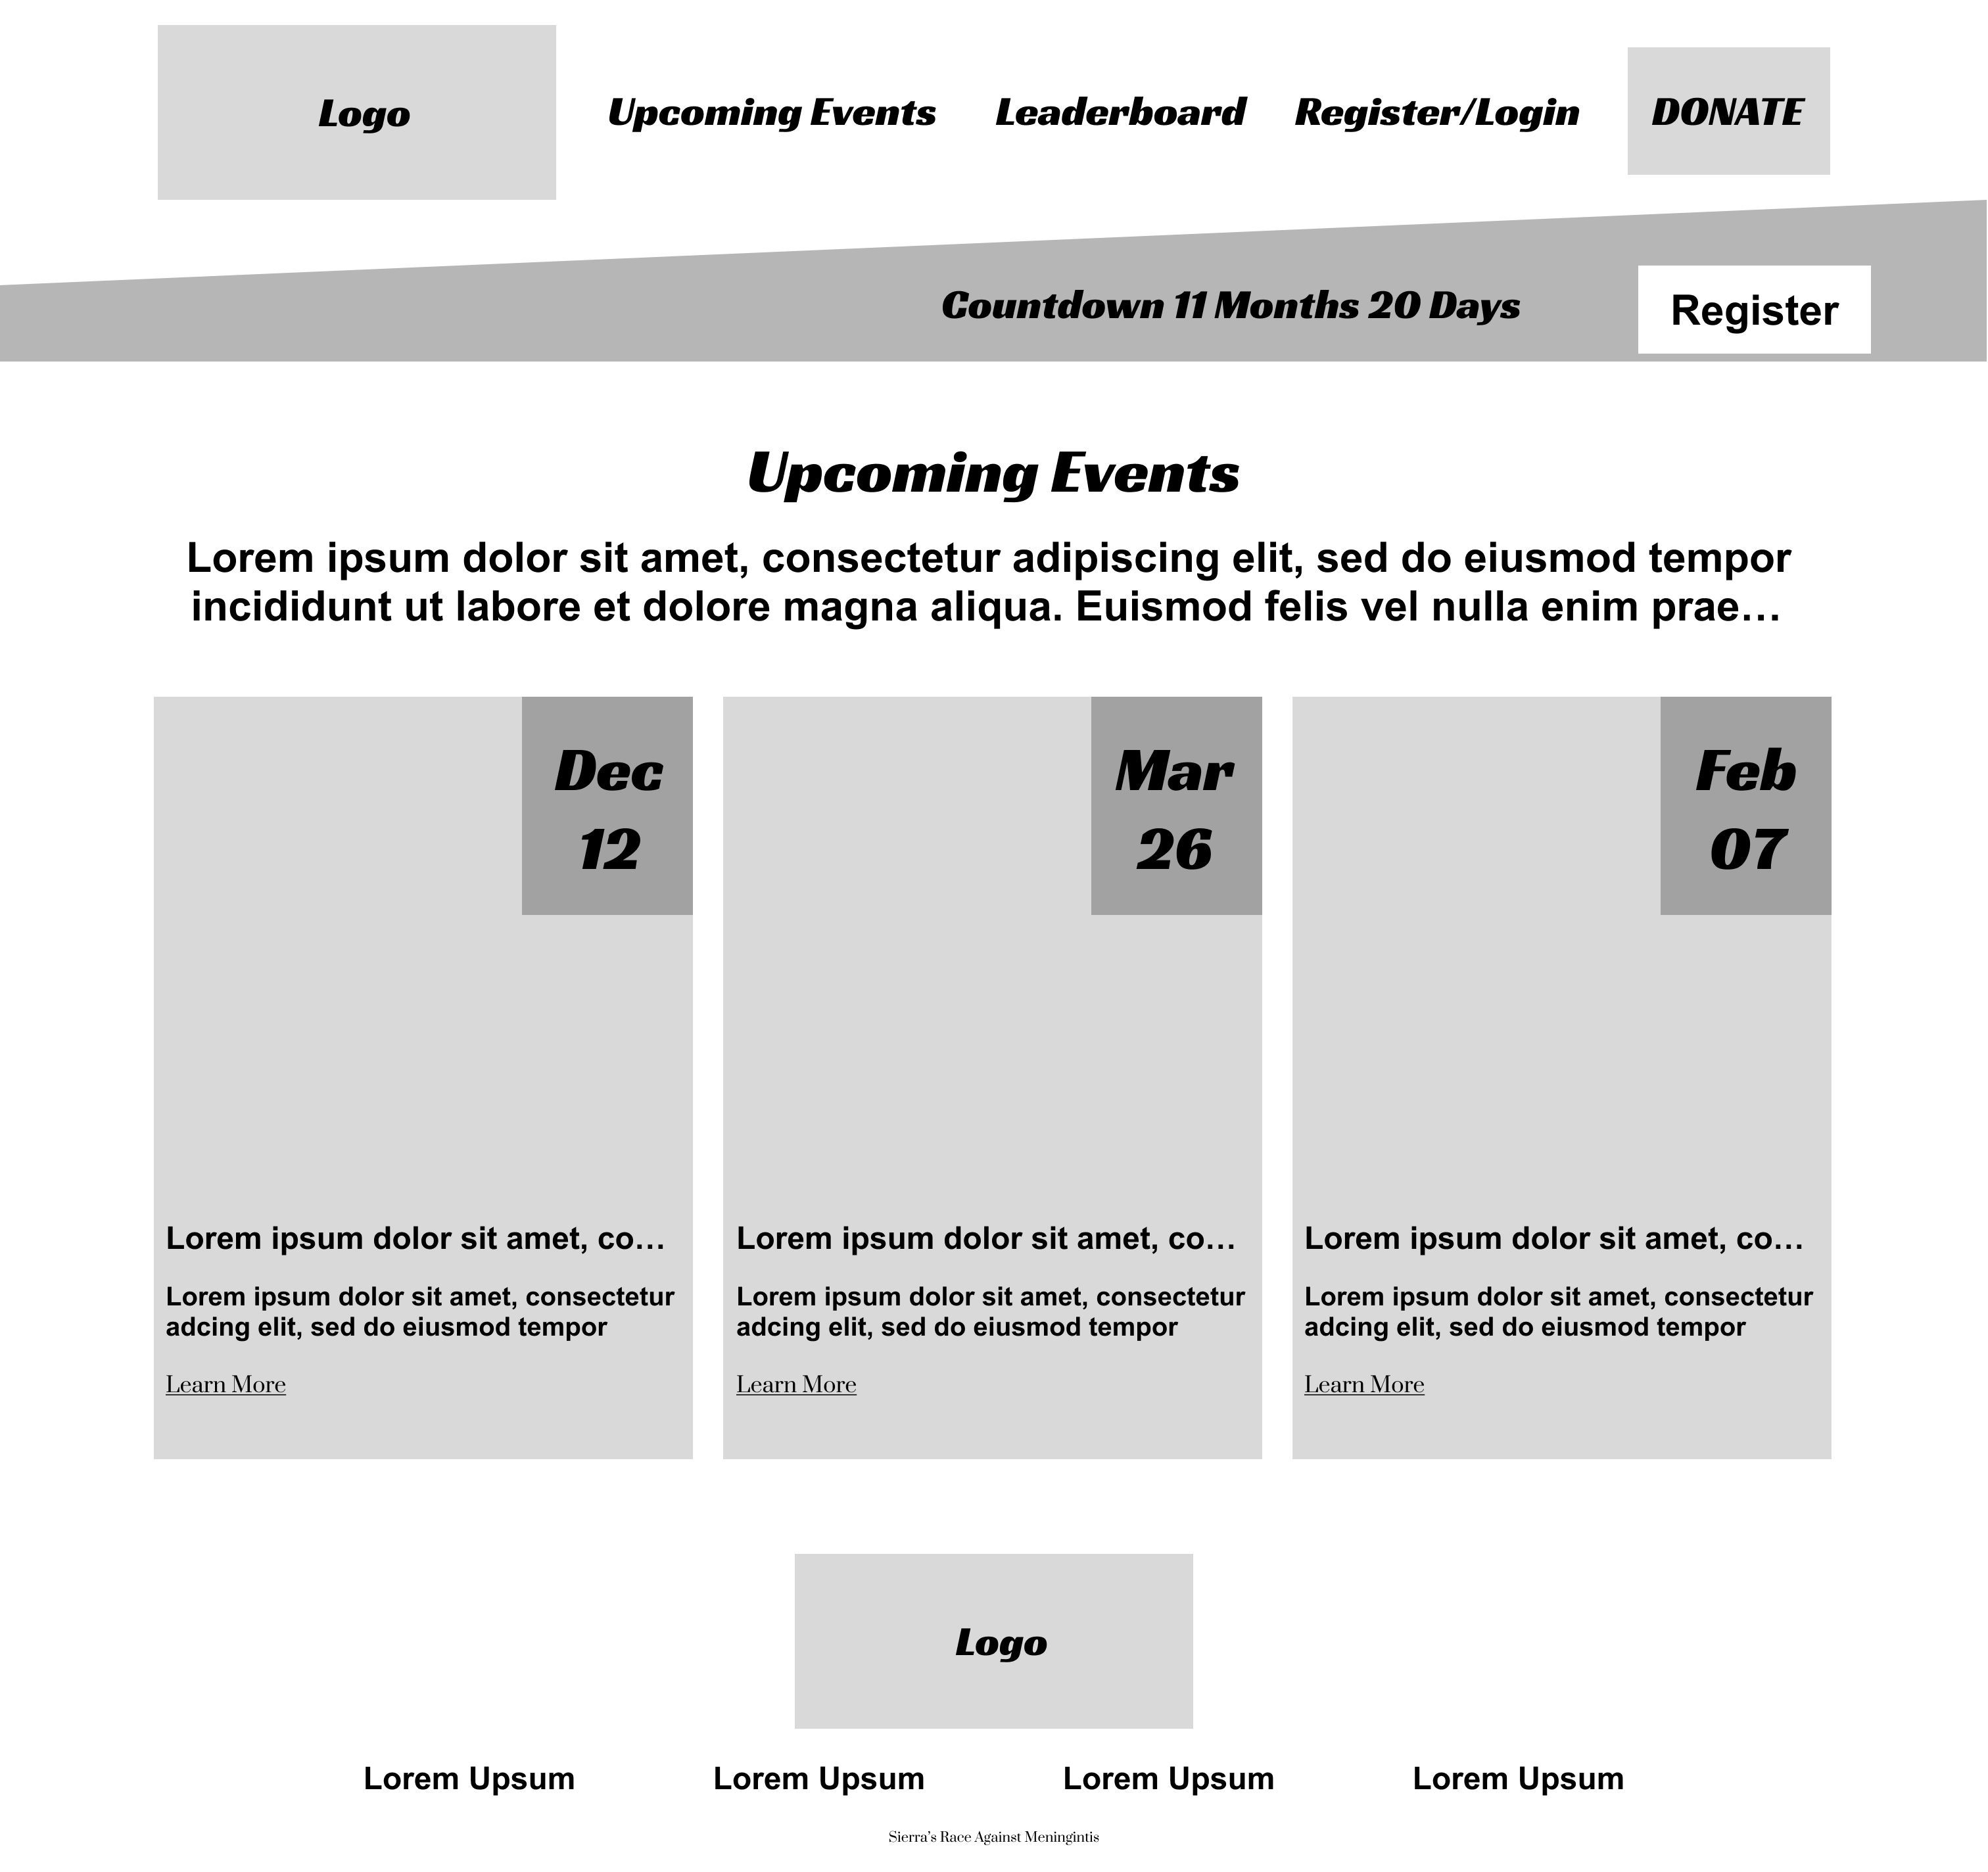 Logo
Upcoming Events
Leaderboard
Register/Login
DONATE
Countdown 11 Months 20 Days
Register
Upcoming Events
Lorem ipsum dolor sit amet, consectetur adipiscing elit, sed do eiusmod tempor
incididunt ut labore et dolore magna aliqua. Euismod felis vel nulla enim prae…
Dec
12
Lorem ipsum dolor sit amet, co…
Lorem ipsum dolor sit amet, consectetur
adcing elit, sed do eiusmod tempor
Learn More
Mar
26
Lorem ipsum dolor sit amet, co…
Lorem ipsum dolor sit amet, consectetur
adcing elit, sed do eiusmod tempor
Learn More
Feb
07
Lorem ipsum dolor sit amet, co…
Lorem ipsum dolor sit amet, consectetur
adcing elit, sed do eiusmod tempor
Learn More
Logo
Lorem Upsum
Lorem Upsum
Lorem Upsum
Lorem Upsum
Sierra's Race Against Meningintis